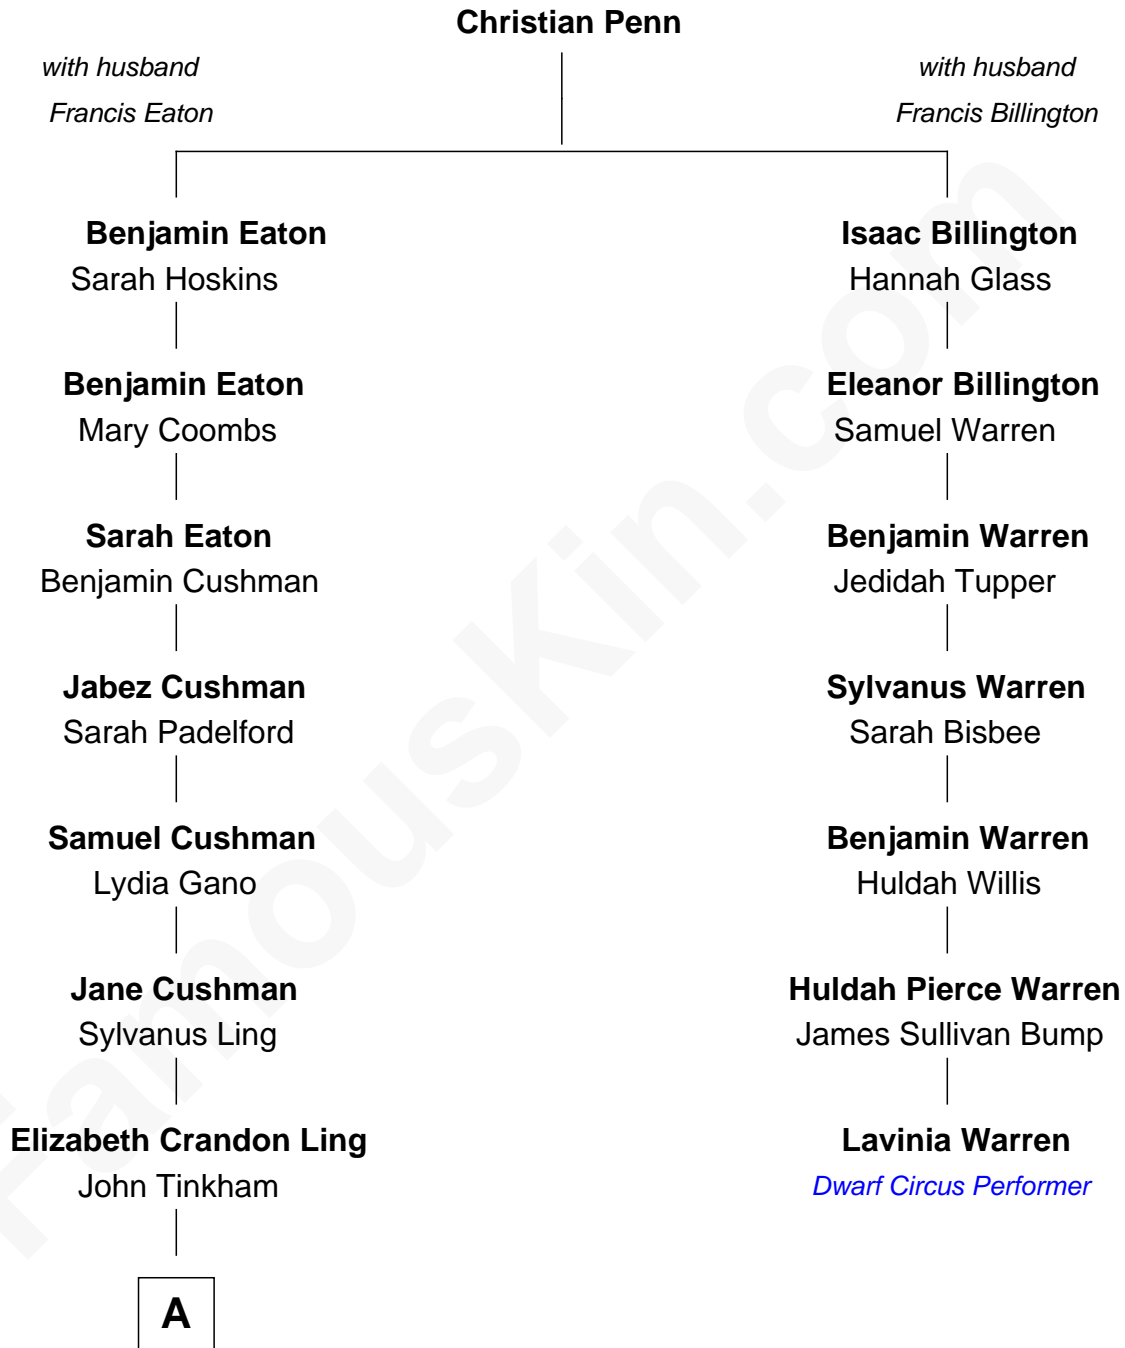 Christian Penn
with husband
Francis Eaton
with husband
Francis Billington
Benjamin Eaton
Sarah Hoskins
Benjamin Eaton
Mary Coombs
Sarah Eaton
Benjamin Cushman
Jabez Cushman
Sarah Padelford
Samuel Cushman
Lydia Gano
Jane Cushman
Sylvanus Ling
Elizabeth Crandon Ling
John Tinkham
A
Isaac Billington
Hannah Glass
Eleanor Billington
Samuel Warren
Benjamin Warren
Jedidah Tupper
Sylvanus Warren
Sarah Bisbee
Benjamin Warren
Huldah Willis
Huldah Pierce Warren
James Sullivan Bump
Lavinia Warren
Dwarf Circus Performer
FamousKin.com